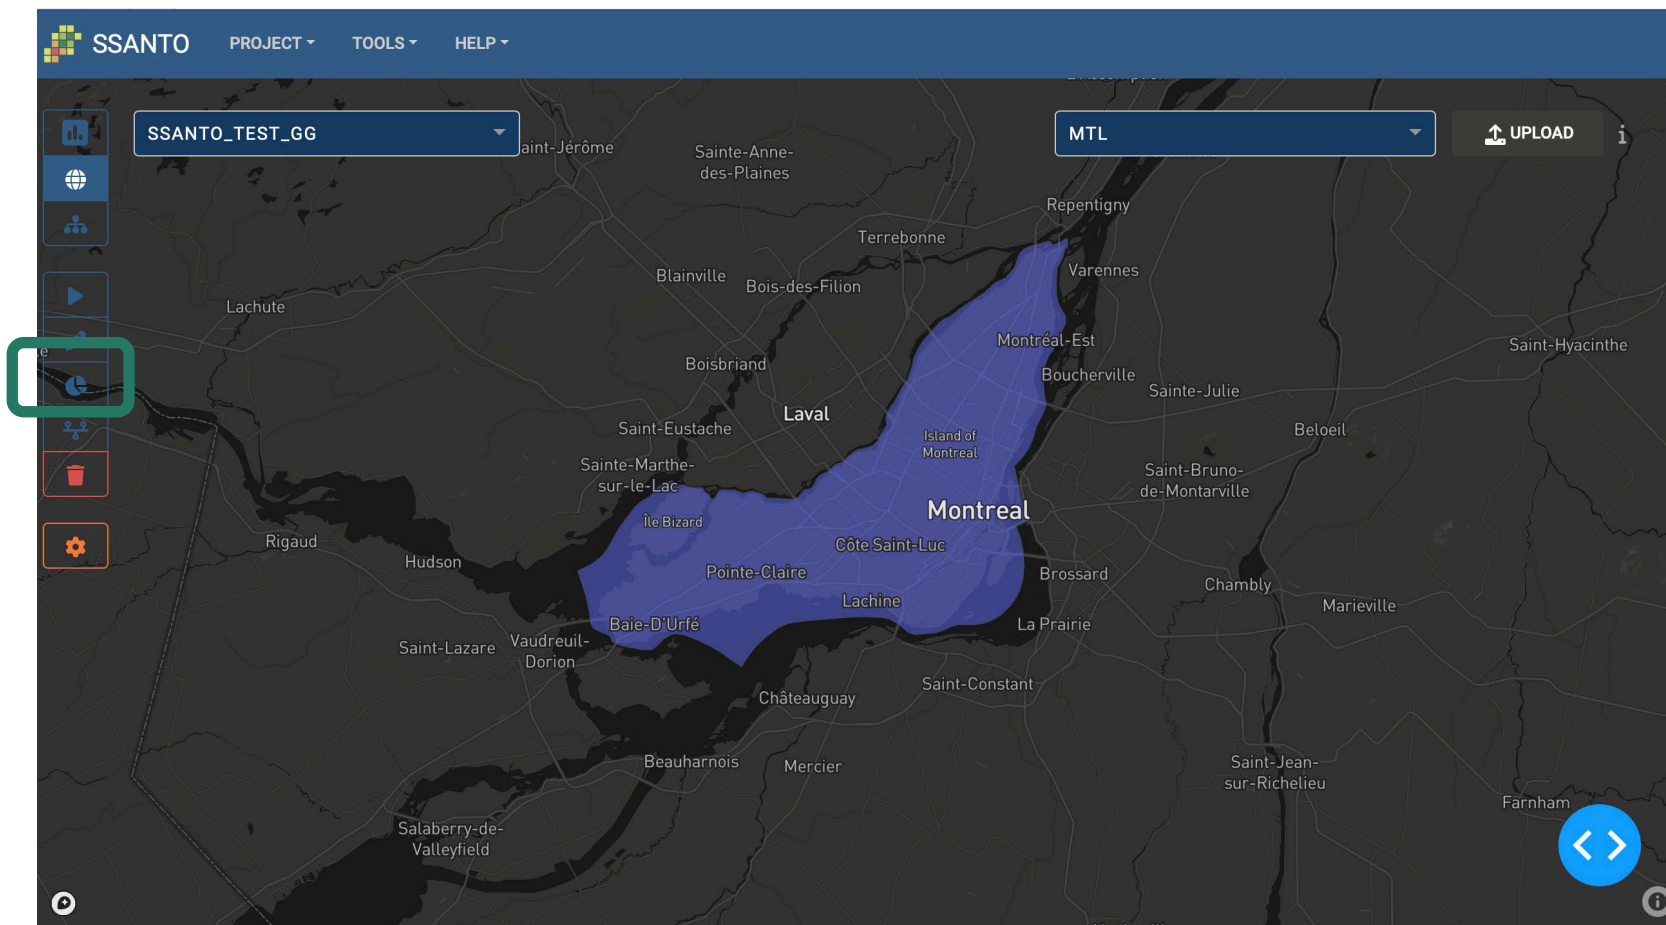 SSANTO
PROJECT
TOOLS
HELP
SSANTO_TEST_GG
MTL
UPLOAD
aint-Jérôme
Sainte-Anne-
des-Plaines
Repentigny
Terrebonne
Varennes
Blainville
Bois-des-Filion
Lachute
Montréal-Est
Saint-Hyacinthe
le
Boisbriand
Boucherville
Sainte-Julie
Laval
Saint-Eustache
Island of
Montreal
Beloeil
Sainte-Marthe-
sur-le-Lac
Saint-Bruno-
de-Montarville
Île Bizard
Montreal
Rigaud
Côte Saint-Luc
Hudson
Pointe-Claire
Brossard
Chambly
Lachine
Marieville
Baie-D'Urfé
La Prairie
Saint-Lazare
Vaudreuil-
Dorion
Saint-Constant
Châteauguay
Beauharnois
Mercier
Saint-Jean-
sur-Richelieu
Farnham
Salaberry-de-
Valleyfield